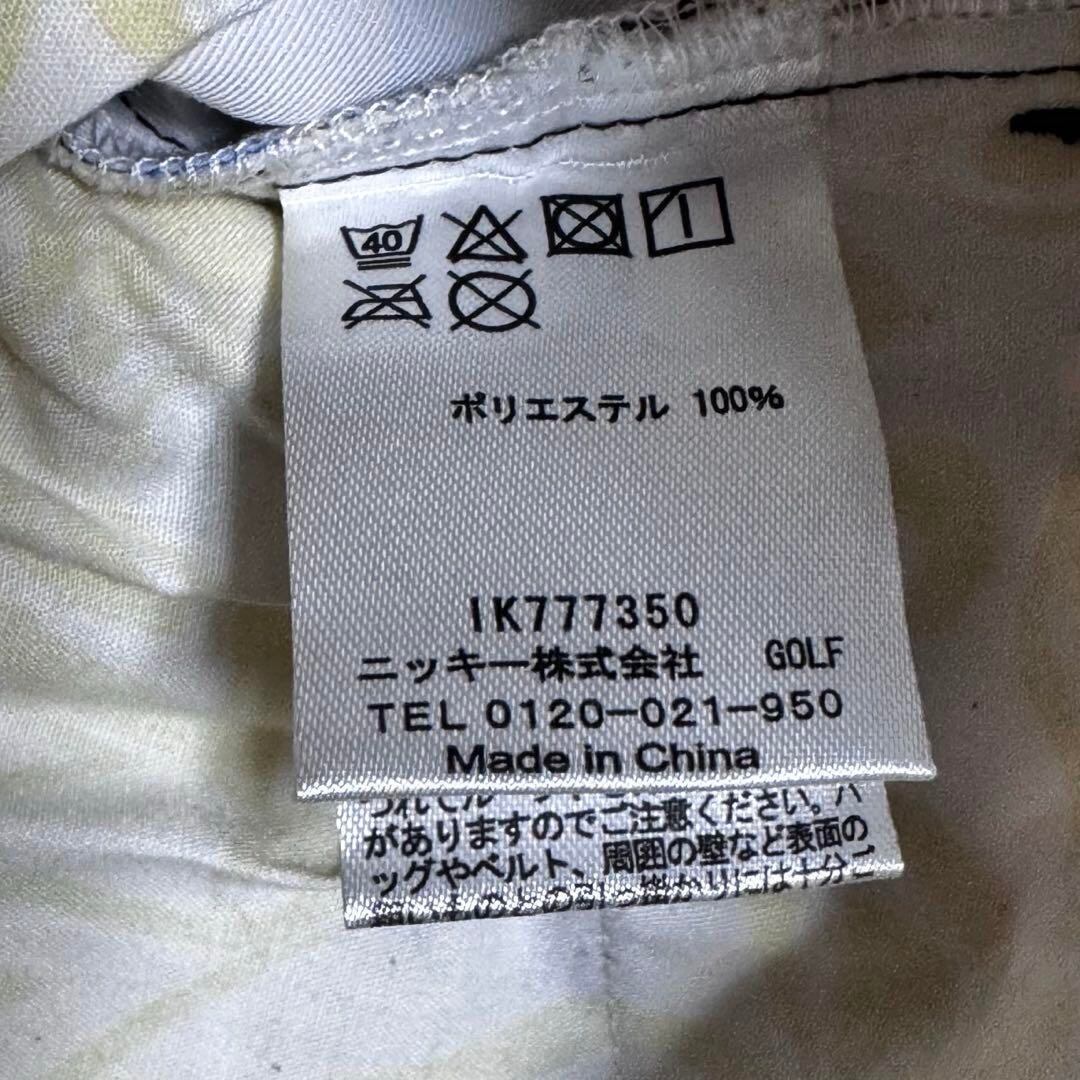 40
ポリエステル 100%
IK777350
ニッキー株式会社 GOLF
TEL 0120-021-950
Made in China
がありますのでご注意ください。バ
ッグやベルト、周囲の壁など表面の